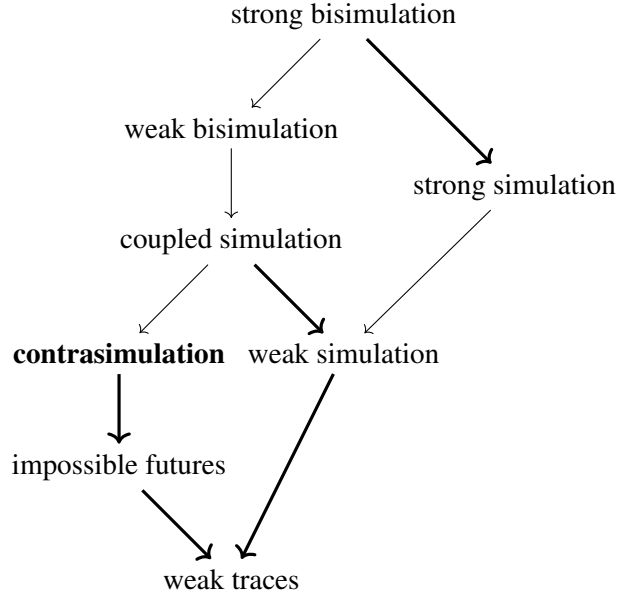 strong bisimulation
weak bisimulation
strong simulation
coupled simulation
contrasimulation weak simulation
impossible futures
weak traces